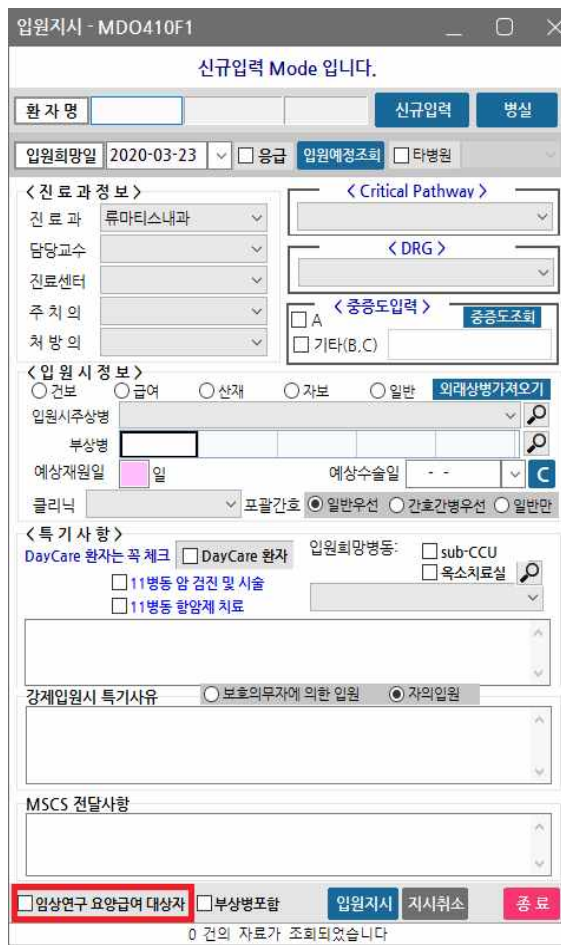 입원지시 - MDO410F1
신규입력 Mode 입니다.
환 자 명 신규입력 병실
입원희망일 2020-03-23 응급 입원예정조회 타병원
< 진 료 과 정 보 > < Critical Pathway >
진 료 과 류마티스내과
담당교수 < DRG >
진료센터
주 치 의 < 중증도입력 > 중증도조회
A
처 방 의 기타(B,C)
< 입 원 시 정 보 >
건보 급여 산재 자보 일반 외래상병가져오기
입원시주상병
부상병
예상재원일 일 예상수술일 - - C
클리닉 포괄간호 일반우선 간호간병우선 일반만
< 특 기 사 항 >
DayCare 환자는 꼭 체크 DayCare 환자 입원희망병동: sub-CCU
옥소치료실
11병동 암 검진 및 시술
11병동 항암제 치료
강제입원시 특기사유 보호의무자에 의한 입원 자의입원
MSCS 전달사항
임상연구 요양급여 대상자 부상병포함 입원지시 지시취소 종 료
0 건의 자료가 조회되었습니다